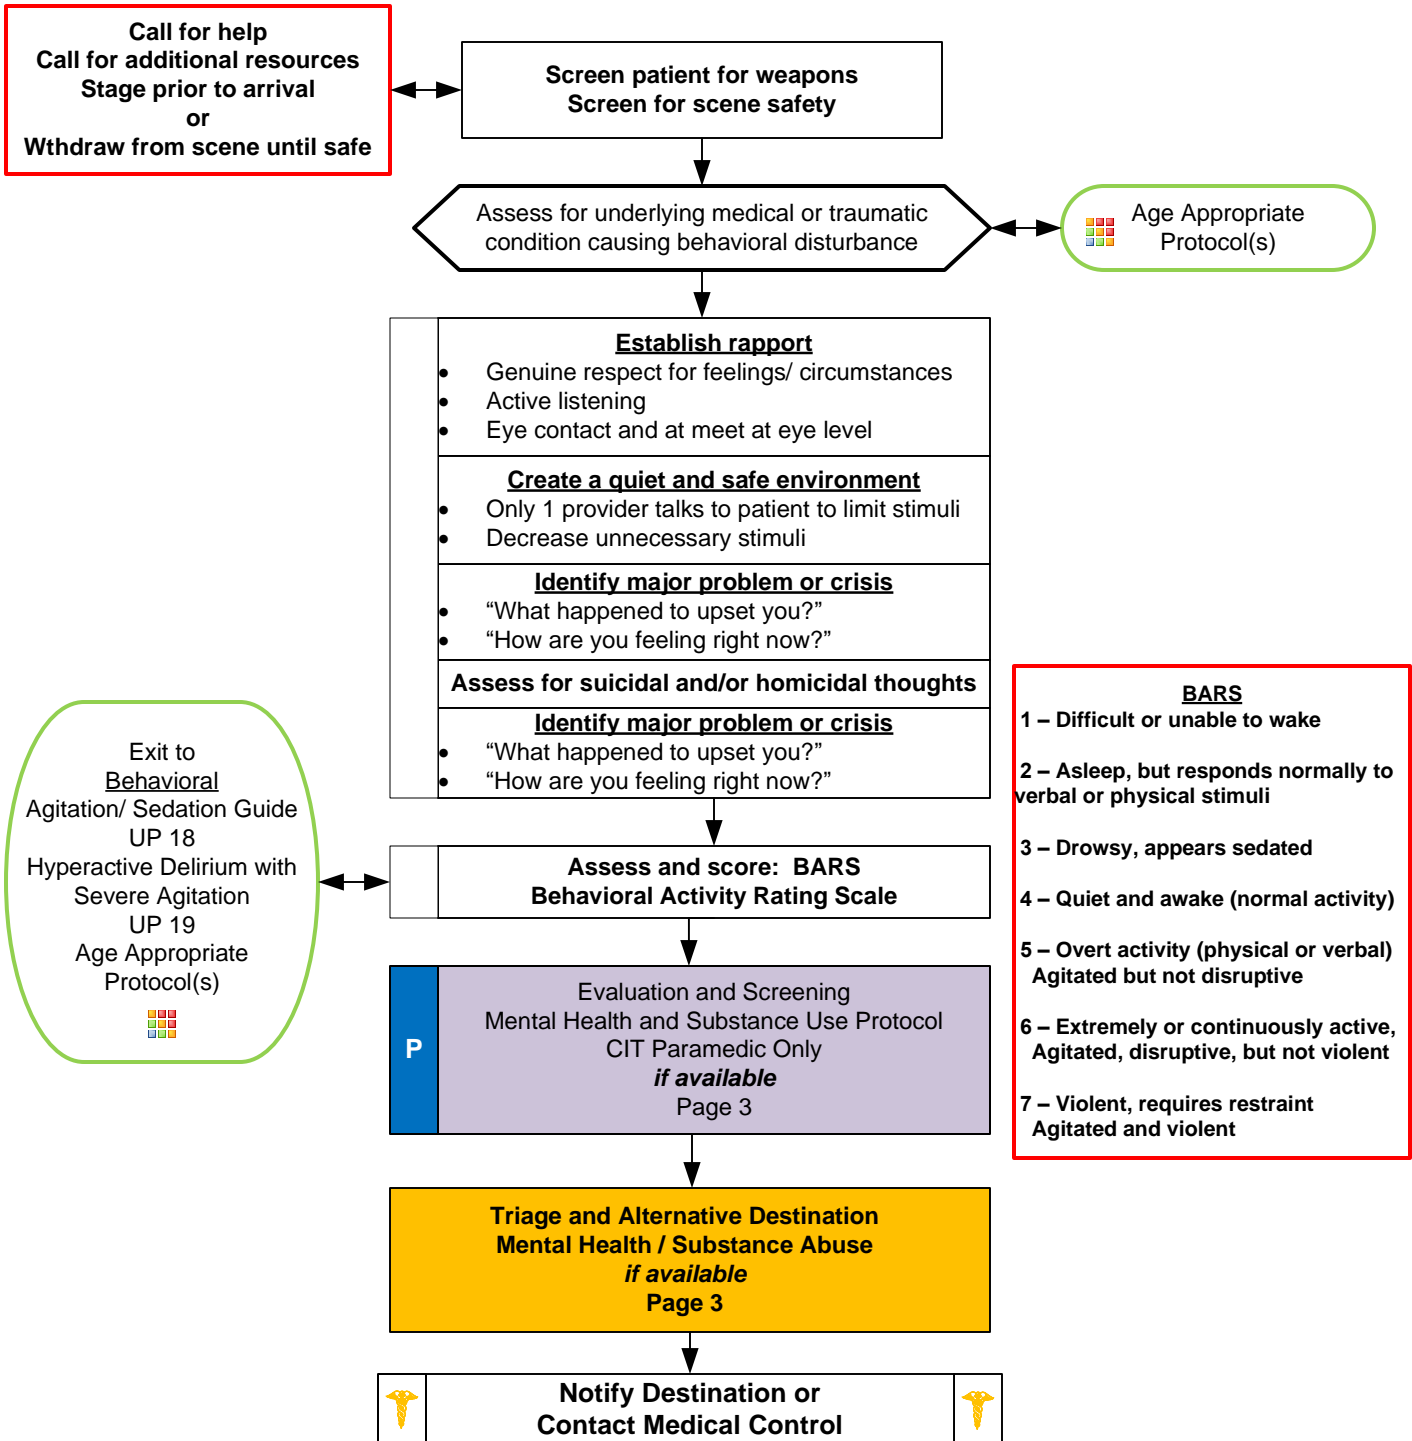 Call for help
Call for additional resources
Stage prior to arrival
or
Wthdraw from scene until safe
Screen patient for weapons
Screen for scene safety
Assess for underlying medical or traumatic
condition causing behavioral disturbance
Age Appropriate
Protocol(s)
Establish rapport
• Genuine respect for feelings/ circumstances
• Active listening
• Eye contact and at meet at eye level
Create a quiet and safe environment
• Only 1 provider talks to patient to limit stimuli
• Decrease unnecessary stimuli
Identify major problem or crisis
• “What happened to upset you?”
• “How are you feeling right now?”
Assess for suicidal and/or homicidal thoughts
Identify major problem or crisis
• “What happened to upset you?”
• “How are you feeling right now?”
Exit to
Behavioral
Agitation/ Sedation Guide
UP 18
Hyperactive Delirium with
Severe Agitation
UP 19
Age Appropriate
Protocol(s)
Assess and score: BARS
Behavioral Activity Rating Scale
BARS
1 – Difficult or unable to wake
2 – Asleep, but responds normally to
verbal or physical stimuli
3 – Drowsy, appears sedated
4 – Quiet and awake (normal activity)
5 – Overt activity (physical or verbal)
Agitated but not disruptive
6 – Extremely or continuously active,
Agitated, disruptive, but not violent
7 – Violent, requires restraint
Agitated and violent
P
Evaluation and Screening
Mental Health and Substance Use Protocol
CIT Paramedic Only
if available
Page 3
Triage and Alternative Destination
Mental Health / Substance Abuse
if available
Page 3
Notify Destination or
Contact Medical Control